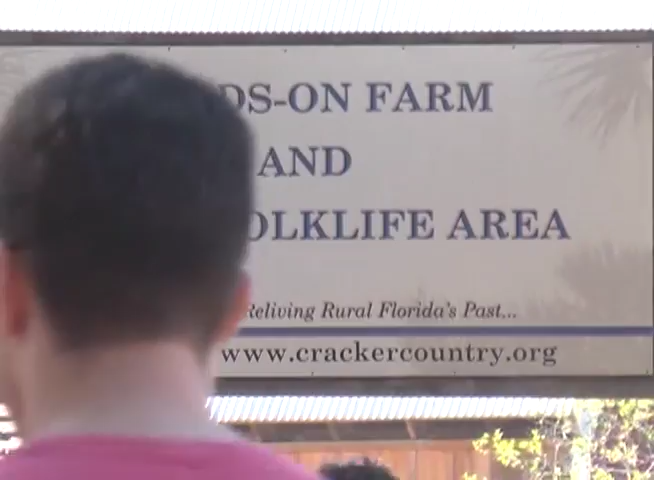 DS-ON FARM
AND
OLKLIFE AREA
Reliving Rural Florida's Past...
www.crackercountry.org